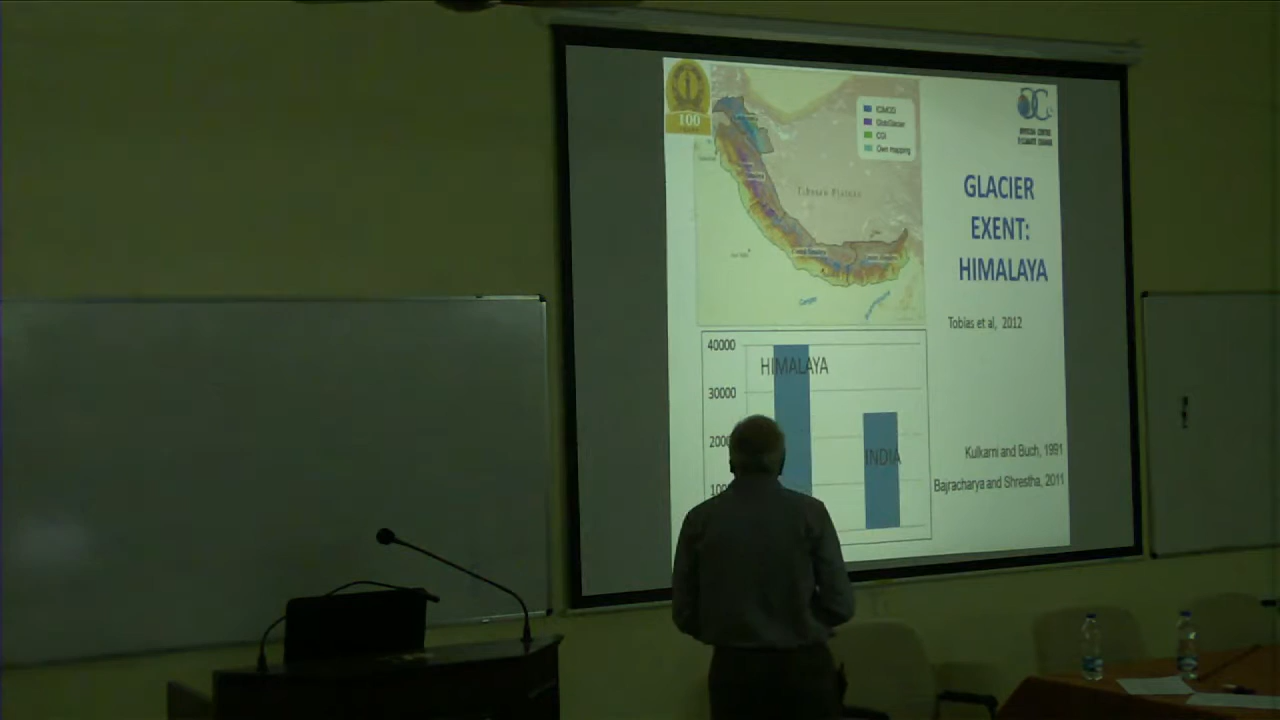 100
ICIMOD
GlobGlacier
CGI
Own mapping
Tibetan Plateau
Ganges
GLACIER
EXENT:
HIMALAYA
Tobias et al, 2012
40000
HIMALAYA
30000
INDIA
Kulkarni and Buch, 1991
Bajracharya and Shrestha, 2011